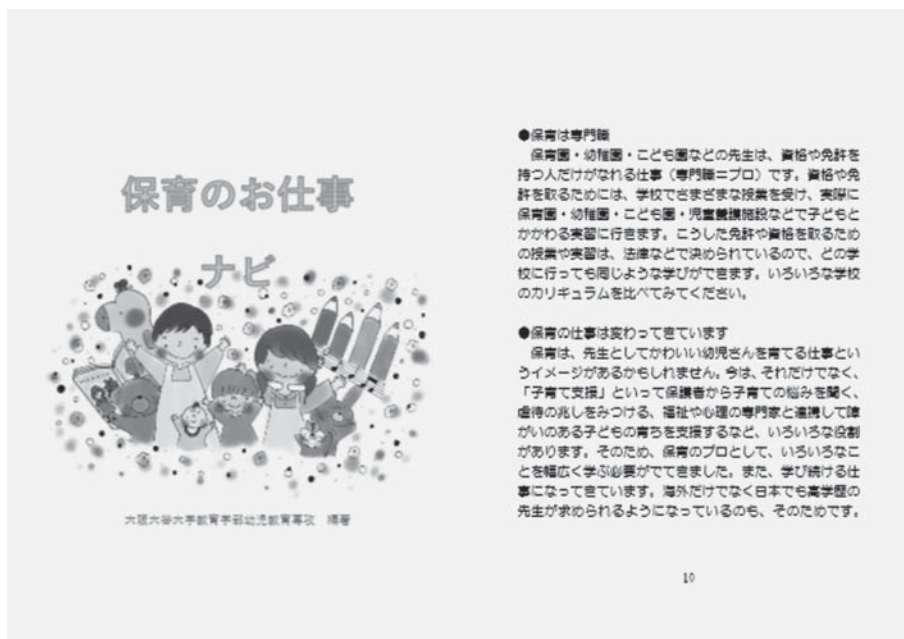 保育のお仕事
ナビ
大阪大谷大学教育学部幼児教育専攻　編著
●保育は専門職
　保育園・幼稚園・こども園などの先生は、資格や免許を
持つ人だけがなれる仕事（専門職＝プロ）です。資格や免
許を取るためには、学校でさまざまな授業を受け、実際に
保育園・幼稚園・こども園・児童養護施設などで子どもと
かかわる実習に行きます。こうした免許や資格を取るため
の授業や実習は、法律などで決められているので、どの学
校に行っても同じような学びができます。いろいろな学校
のカリキュラムを比べてみてください。
●保育の仕事は変わってきています
　保育は、先生としてかわいい幼児さんを育てる仕事とい
うイメージがあるかもしれません。今は、それだけでなく、
「子育て支援」といって保護者から子育ての悩みを聞く、
虐待の兆しをみつける、福祉や心理の専門家と連携して障
がいのある子どもの育ちを支援するなど、いろいろな役割
があります。そのため、保育のプロとして、いろいろなこ
とを幅広く学ぶ必要がでてきました。また、学び続ける仕
事になってきています。海外だけでなく日本でも高学歴の
先生が求められるようになっているのも、そのためです。
10